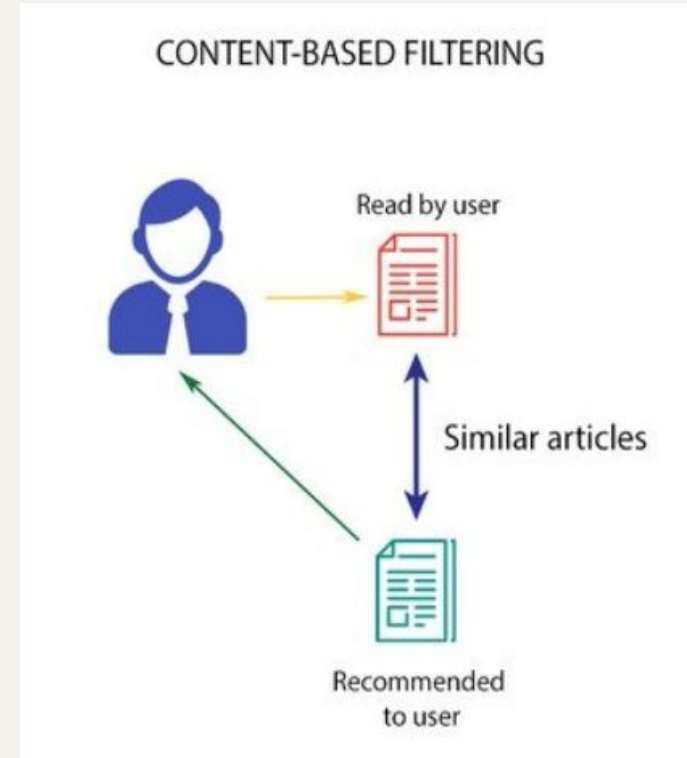 CONTENT-BASED FILTERING
Read by user
Similar articles
Recommended
to user